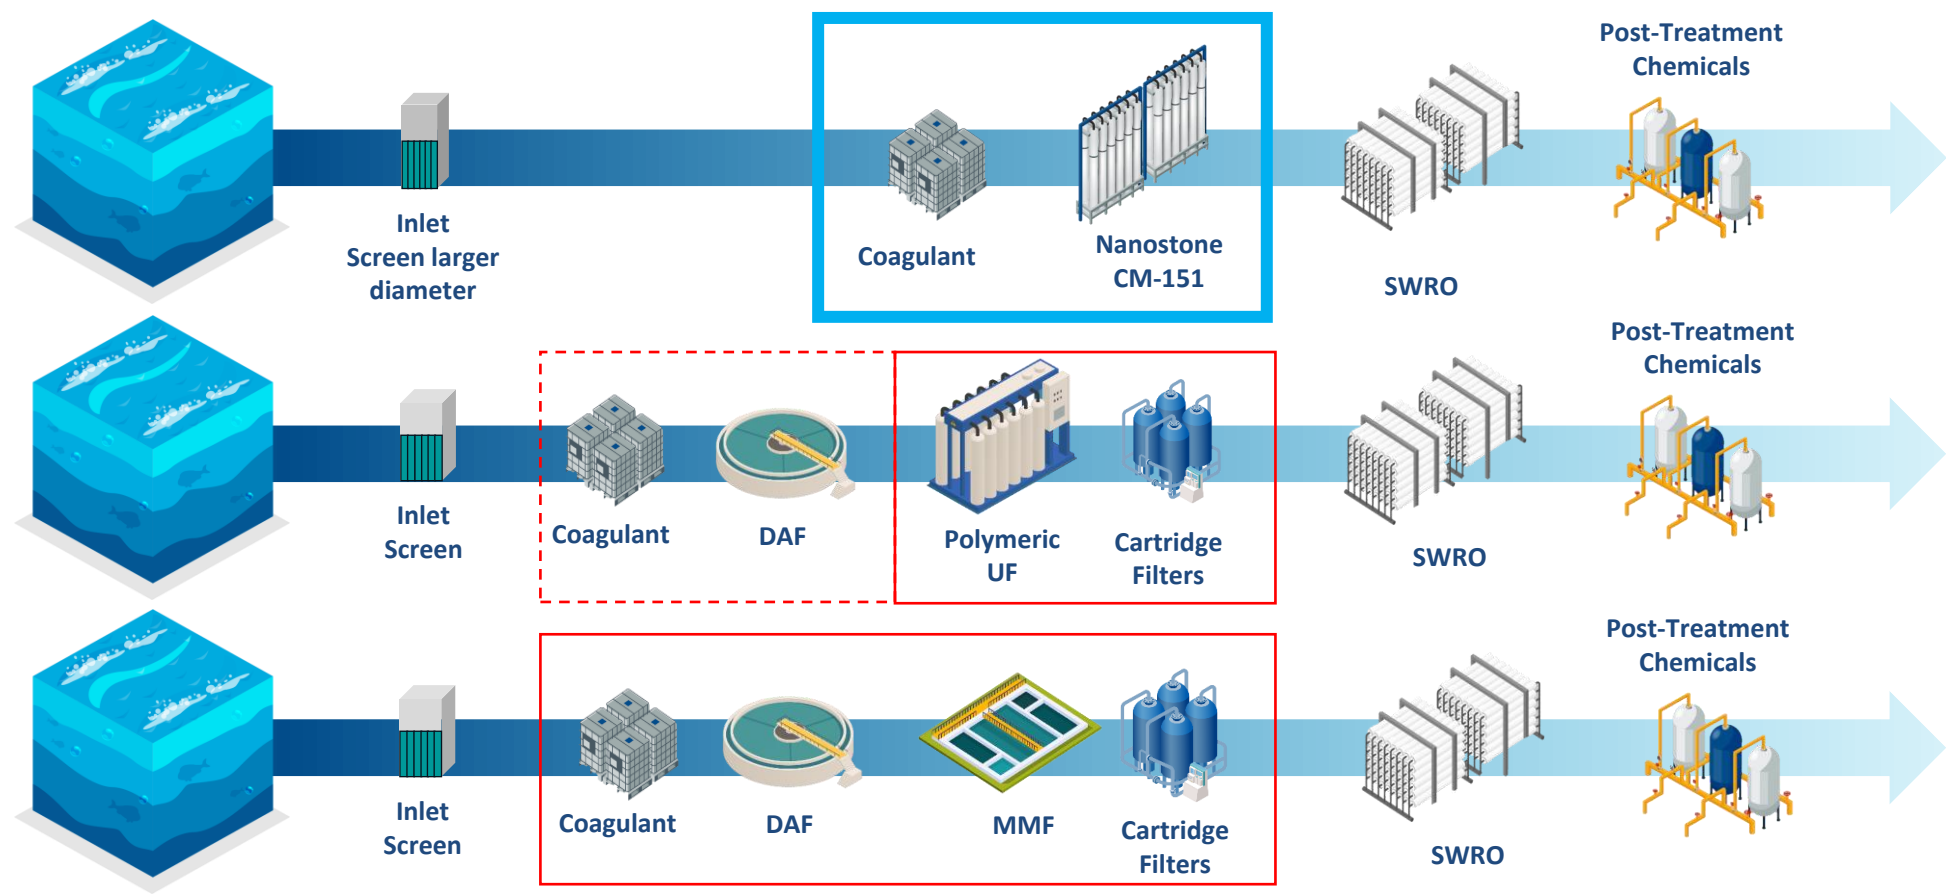 Post-Treatment
Chemicals
Inlet
Screen larger
diameter
Coagulant
Nanostone
CM-151
SWRO
Post-Treatment
Chemicals
Inlet
Screen
Coagulant
DAF
Polymeric
UF
Cartridge
Filters
SWRO
Post-Treatment
Chemicals
Inlet
Screen
Coagulant
DAF
MMF
Cartridge
Filters
SWRO